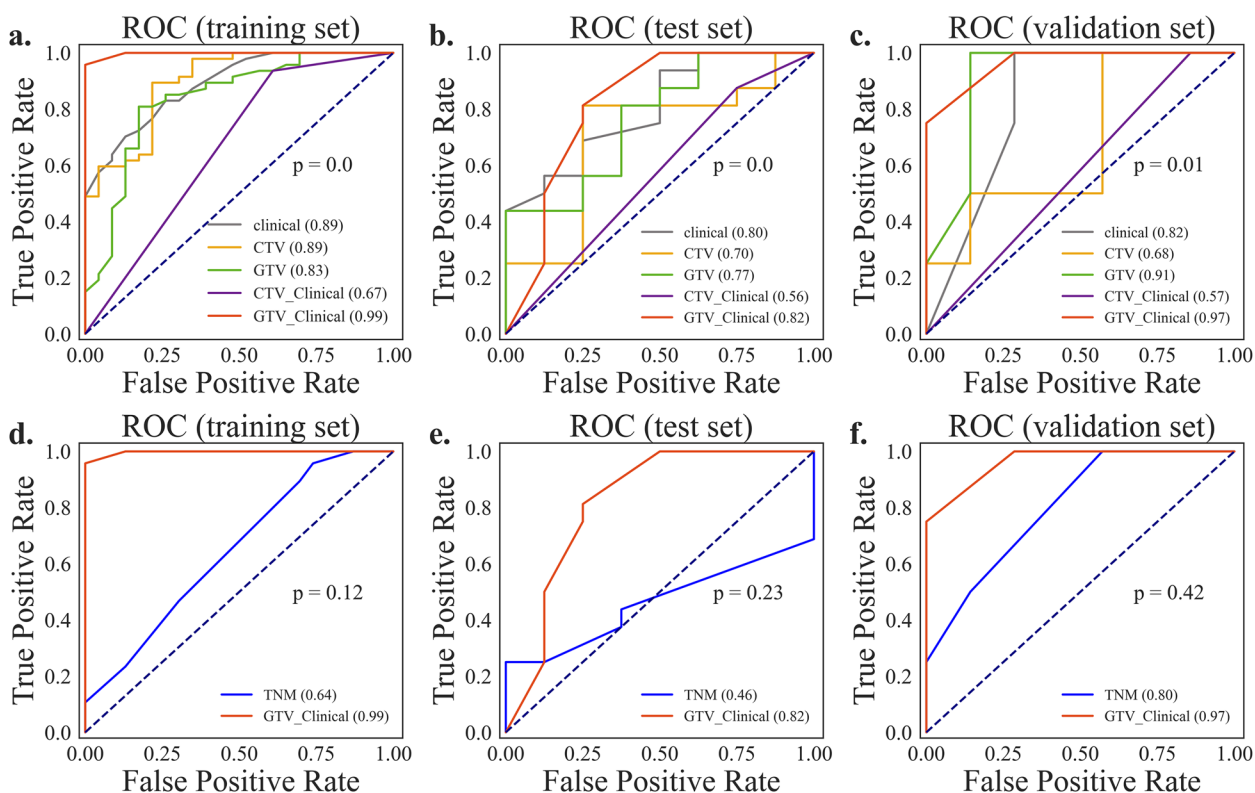 a.
ROC (training set)
True Positive Rate
1.0
0.8
0.6
0.4
0.2
0.0
p = 0.0
clinical (0.89)
CTV (0.89)
GTV (0.83)
CTV_Clinical (0.67)
GTV_Clinical (0.99)
0.00 0.25 0.50 0.75 1.00
False Positive Rate
b.
ROC (test set)
True Positive Rate
1.0
0.8
0.6
0.4
0.2
0.0
p = 0.0
clinical (0.80)
CTV (0.70)
GTV (0.77)
CTV_Clinical (0.56)
GTV_Clinical (0.82)
0.00 0.25 0.50 0.75 1.00
False Positive Rate
c.
ROC (validation set)
True Positive Rate
1.0
0.8
0.6
0.4
0.2
0.0
p = 0.01
clinical (0.82)
CTV (0.68)
GTV (0.91)
CTV_Clinical (0.57)
GTV_Clinical (0.97)
0.00 0.25 0.50 0.75 1.00
False Positive Rate
d.
ROC (training set)
True Positive Rate
1.0
0.8
0.6
0.4
0.2
0.0
p = 0.12
TNM (0.64)
GTV_Clinical (0.99)
0.00 0.25 0.50 0.75 1.00
False Positive Rate
e.
ROC (test set)
True Positive Rate
1.0
0.8
0.6
0.4
0.2
0.0
p = 0.23
TNM (0.46)
GTV_Clinical (0.82)
0.00 0.25 0.50 0.75 1.00
False Positive Rate
f.
ROC (validation set)
True Positive Rate
1.0
0.8
0.6
0.4
0.2
0.0
p = 0.42
TNM (0.80)
GTV_Clinical (0.97)
0.00 0.25 0.50 0.75 1.00
False Positive Rate